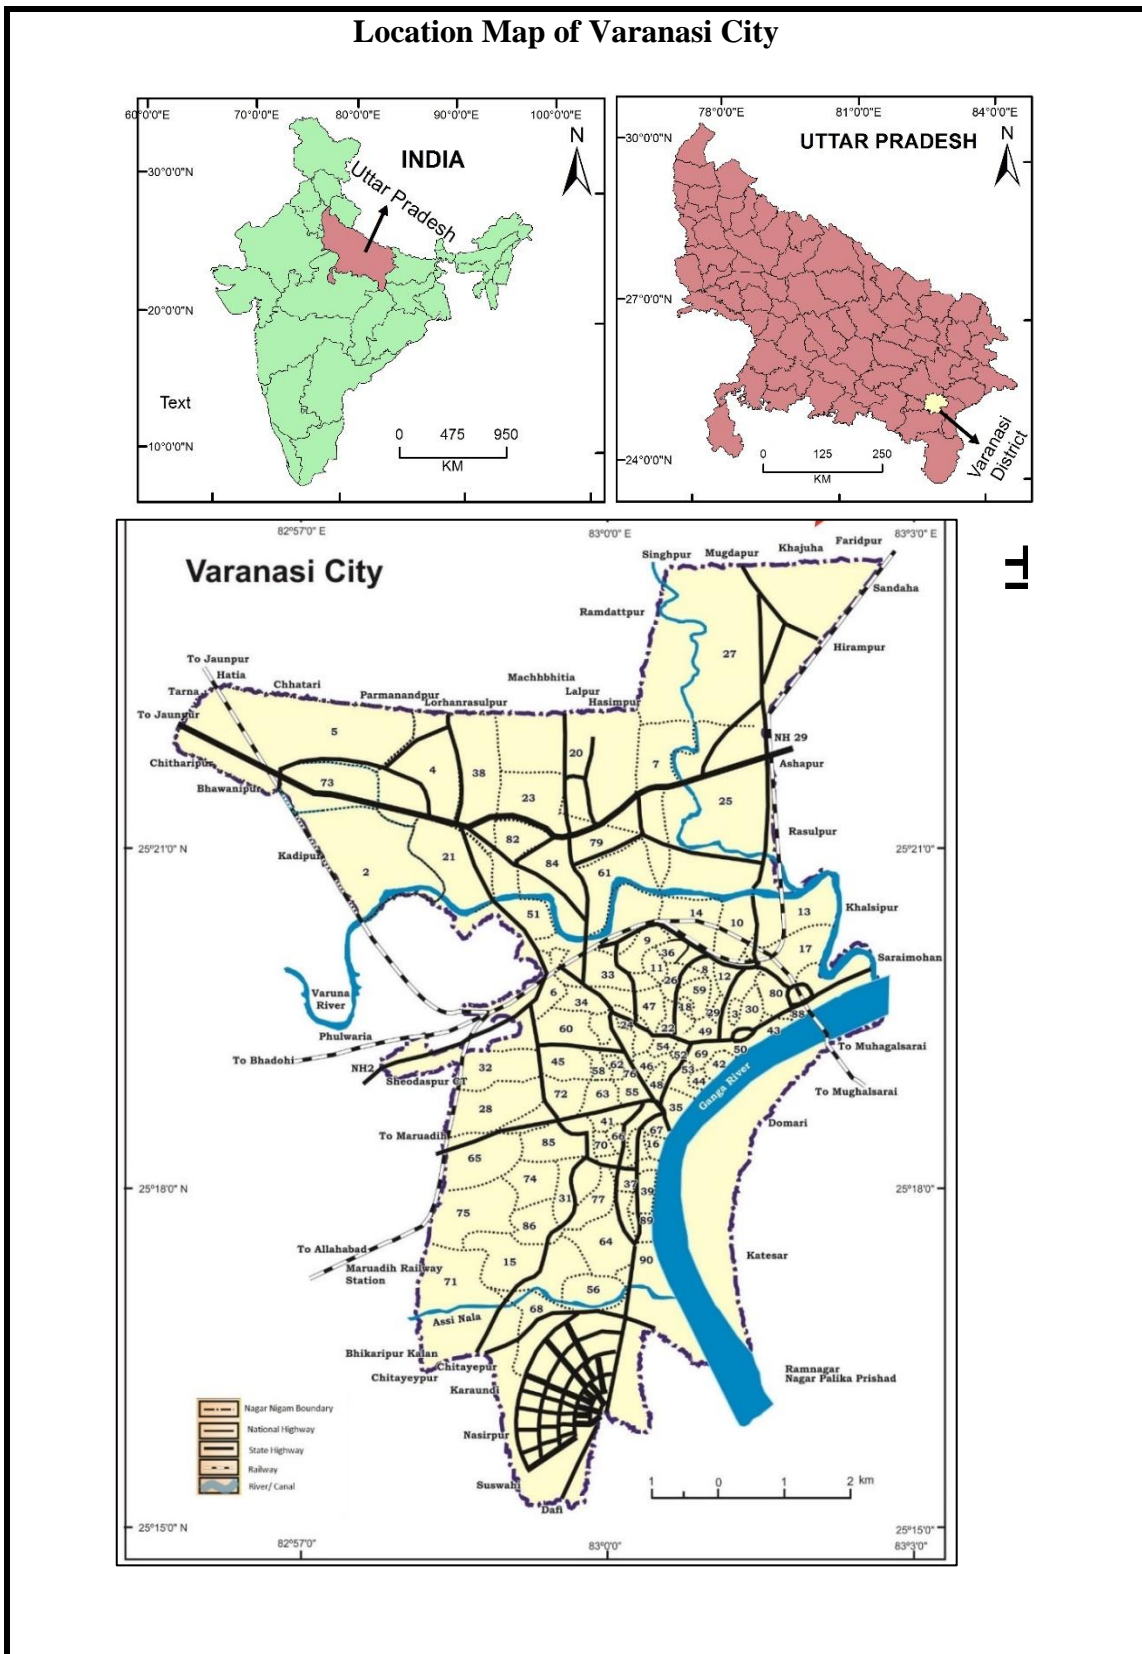 Location Map of Varanasi City
60°0'0"E 70°0'0"E 80°0'0"E 90°0'0"E 100°0'0"E
N
INDIA
Uttar Pradesh
30°0'0"N
20°0'0"N
10°0'0"N
Text
0 475 950
KM
78°0'0"E 81°0'0"E 84°0'0"E
30°0'0"N
UTTAR PRADESH
N
27°0'0"N
24°0'0"N
Varanasi
District
0 125 250
KM
82°57'0" E 83°0'0" E 83°3'0" E
Varanasi City
Singhpur Mugdapur Khajuha Faridpur
Sandaha
Ramdattpur
Hirampur
27
To Jaunpur
Hatia
Chhatari
Tarna
Parmanandpur
Lorhanrasulpur
Machhbhitia
Lalpur
Hasimpur
To Jaunpur
5
NH 29
Chitharipur
20
7
Ashapur
Bhawanipur
73
4
38
23
25
Rasulpur
Kadipur
82
79
25°21'0" N
25°21'0" N
21
84
2
61
51
14
10
13
Khalsipur
9
36
17
Saraimohan
33
11
26
8
12
59
6
34
47
18
29
3
30
80
88
Varuna
River
24
22
49
43
Phulwaria
60
54
52
69
50
To Muhagalsarai
To Bhadohi
NH2
Sheodaspur CT
32
45
58
62
76
46
53
42
44
48
Ganga River
To Mughalsarai
28
72
63
55
35
Domari
To Maruadih
41
66
67
85
70
16
65
25°18'0" N
25°18'0" N
74
31
77
37
39
75
86
89
64
To Allahabad
Maruadih Railway
Station
15
90
Katesar
71
56
68
Assi Nala
Bhikaripur Kalan
Chitayepur
Chitayeypur
Karaundi
Ramnagar
Nagar Palika Prishad
Nagar Nigam Boundary
National Highway
State Highway
Railway
River/ Canal
Nasirpur
Suswahi
Dafi
1 0 1 2 km
25°15'0" N
25°15'0"
82°57'0" 83°0'0" 83°3'0"